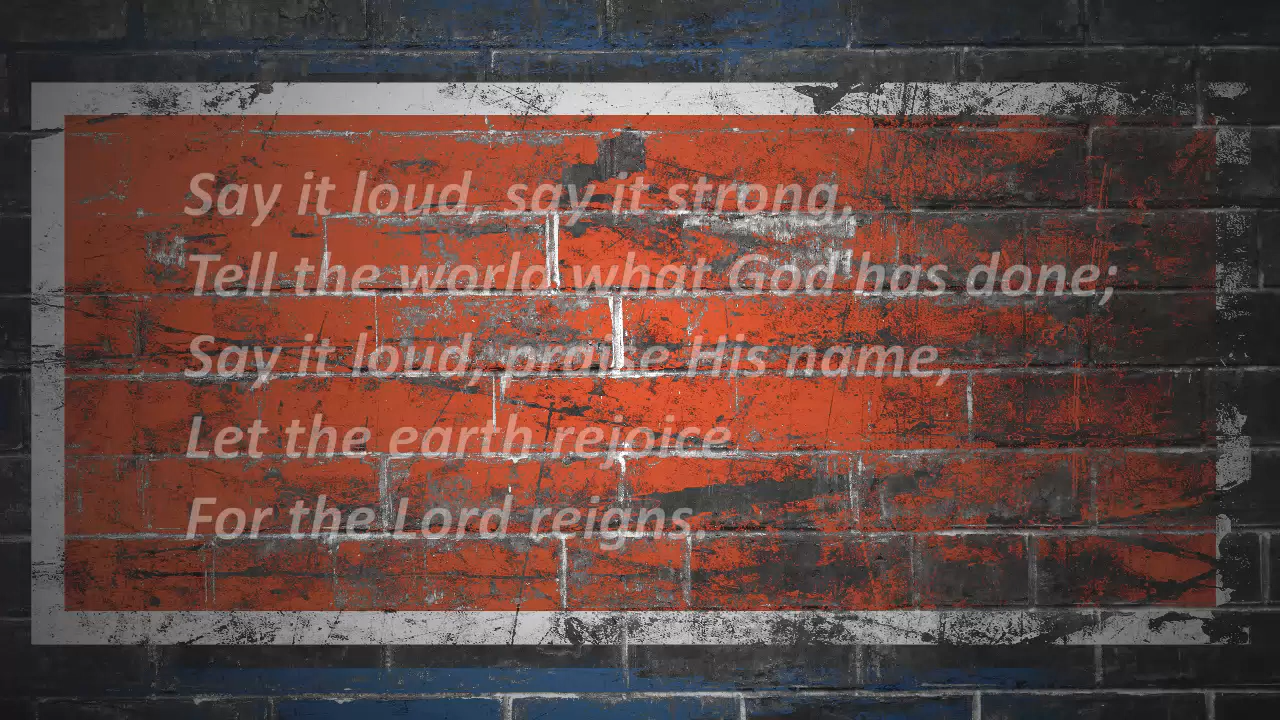 Say it loud, say it strong,
Tell the world what God has done;
Say it loud, praise His name,
Let the earth rejoice
For the Lord reigns.